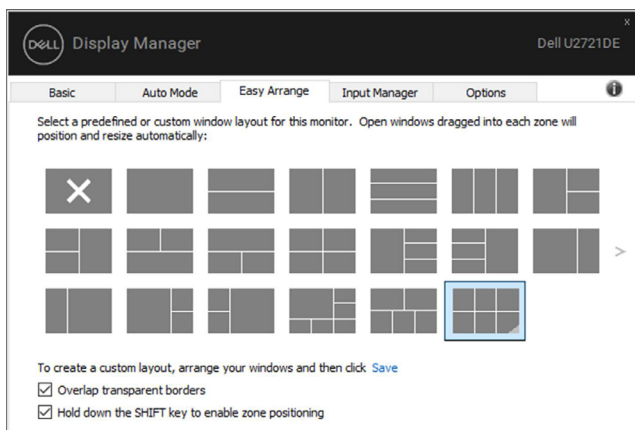 x
DELL Display Manager Dell U2721DE
Basic Auto Mode Easy Arrange Input Manager Options
Select a predefined or custom window layout for this monitor. Open windows dragged into each zone will
position and resize automatically:
To create a custom layout, arrange your windows and then click Save
Overlap transparent borders
Hold down the SHIFT key to enable zone positioning